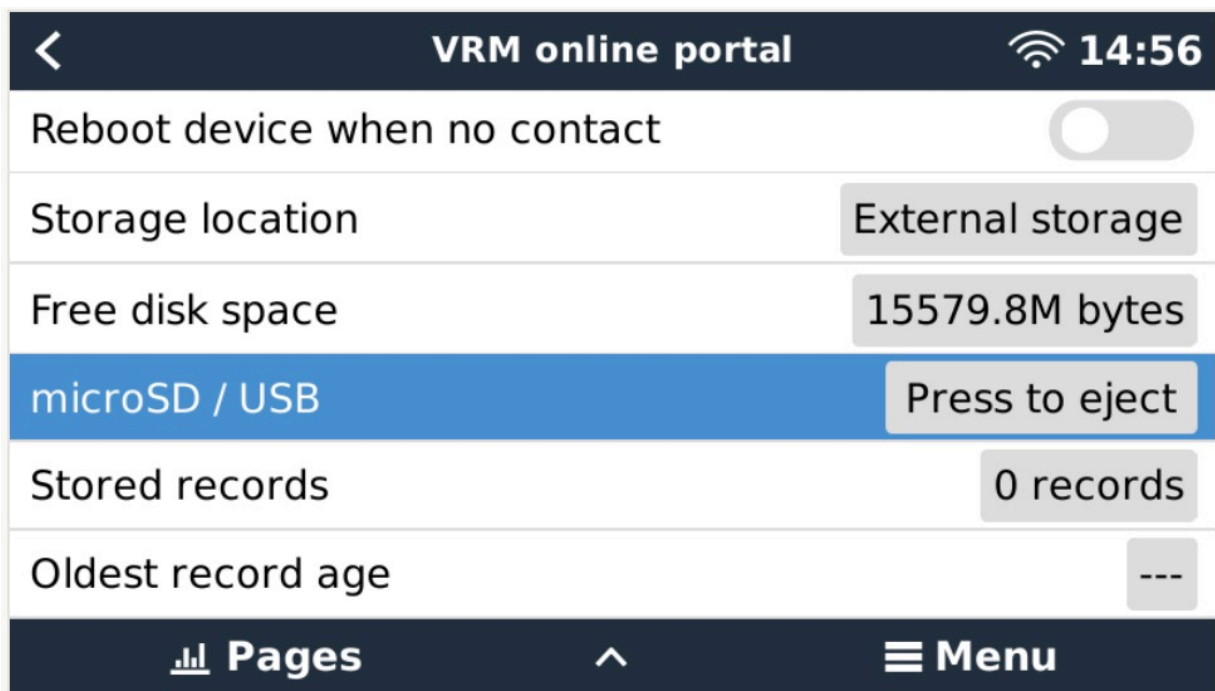 VRM online portal 14:56
Reboot device when no contact
Storage location External storage
Free disk space 15579.8M bytes
microSD / USB Press to eject
Stored records 0 records
Oldest record age ---
Pages Menu